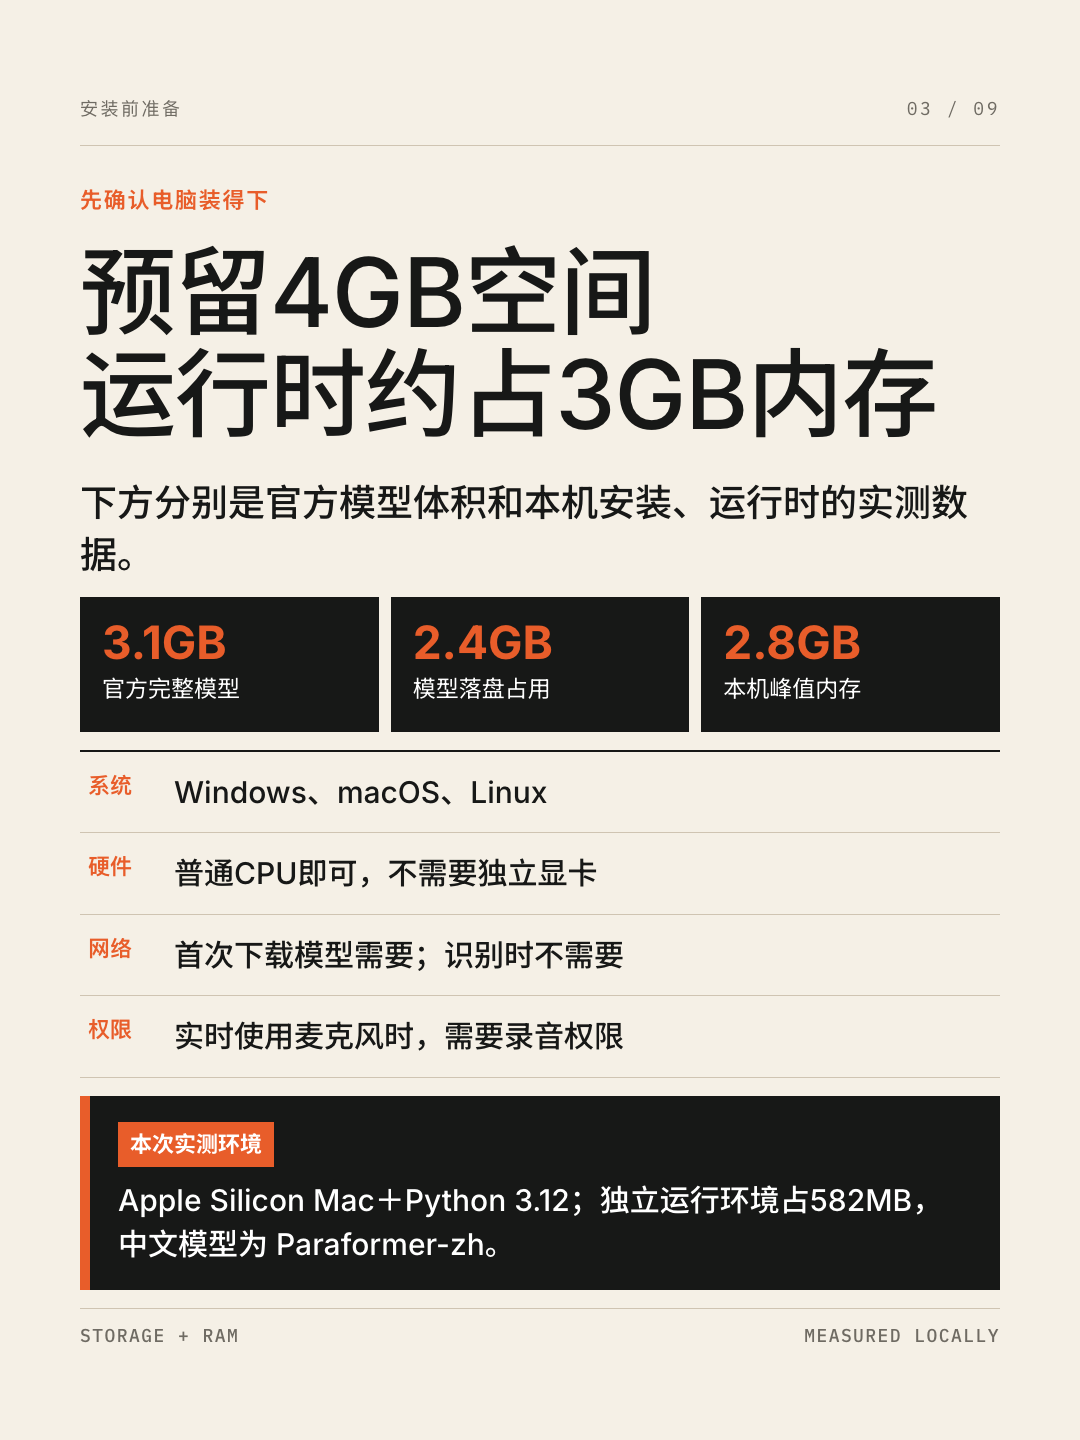 安装前准备
03 / 09
先确认电脑装得下
预留4GB空间
运行时约占3GB内存
下方分别是官方模型体积和本机安装、运行时的实测数
据。
3.1GB
官方完整模型
2.4GB
模型落盘占用
2.8GB
本机峰值内存
系统
Windows、macOS、Linux
硬件
普通CPU即可，不需要独立显卡
网络
首次下载模型需要；识别时不需要
权限
实时使用麦克风时，需要录音权限
本次实测环境
Apple Silicon Mac＋Python 3.12；独立运行环境占582MB，
中文模型为 Paraformer-zh。
STORAGE + RAM
MEASURED LOCALLY